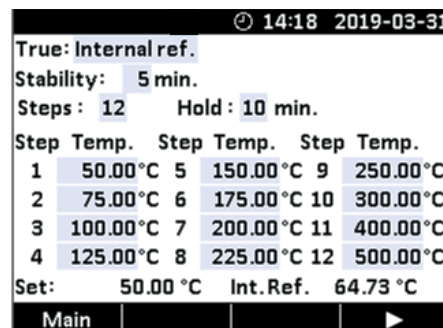 14:18 2019-03-31
True: Internal ref.
Stability: 5 min.
Steps: 12 Hold: 10 min.
Step Temp. Step Temp. Step Temp.
1 50.00°C 5 150.00°C 9 250.00°C
2 75.00°C 6 175.00°C 10 300.00°C
3 100.00°C 7 200.00°C 11 400.00°C
4 125.00°C 8 225.00°C 12 500.00°C
Set: 50.00 °C Int.Ref. 64.73 °C
Main